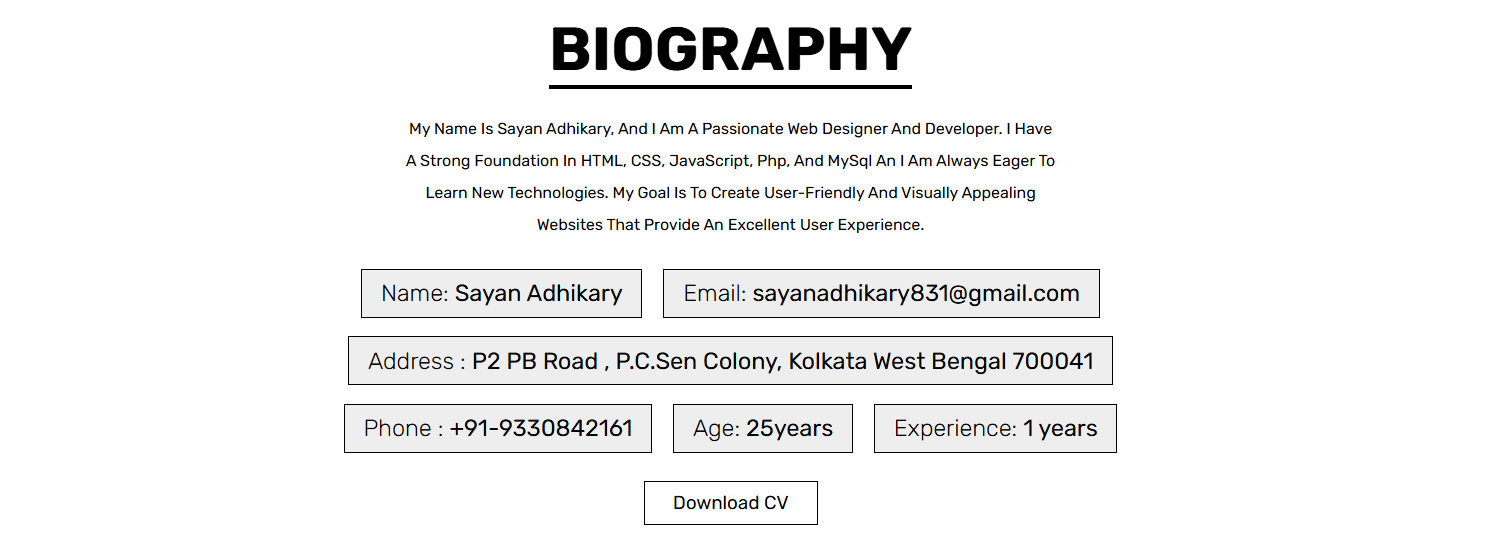 BIOGRAPHY
My Name Is Sayan Adhikary, And I Am A Passionate Web Designer And Developer. I Have
A Strong Foundation In HTML, CSS, JavaScript, Php, And MySql An I Am Always Eager To
Learn New Technologies. My Goal Is To Create User-Friendly And Visually Appealing
Websites That Provide An Excellent User Experience.
Name: Sayan Adhikary
Email: sayanadhikary831@gmail.com
Address : P2 PB Road , P.C.Sen Colony, Kolkata West Bengal 700041
Phone : +91-9330842161
Age: 25years
Experience: 1 years
Download CV